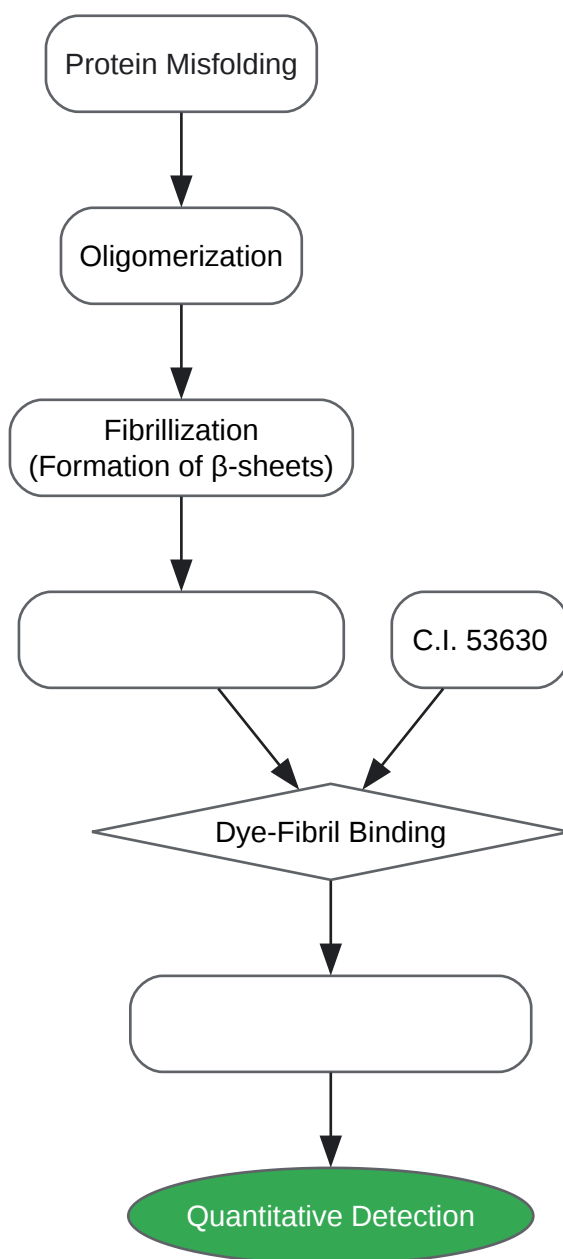 Protein Misfolding
Oligomerization
Fibrillization
(Formation of β-sheets)
C.I. 53630
Dye-Fibril Binding
Quantitative Detection